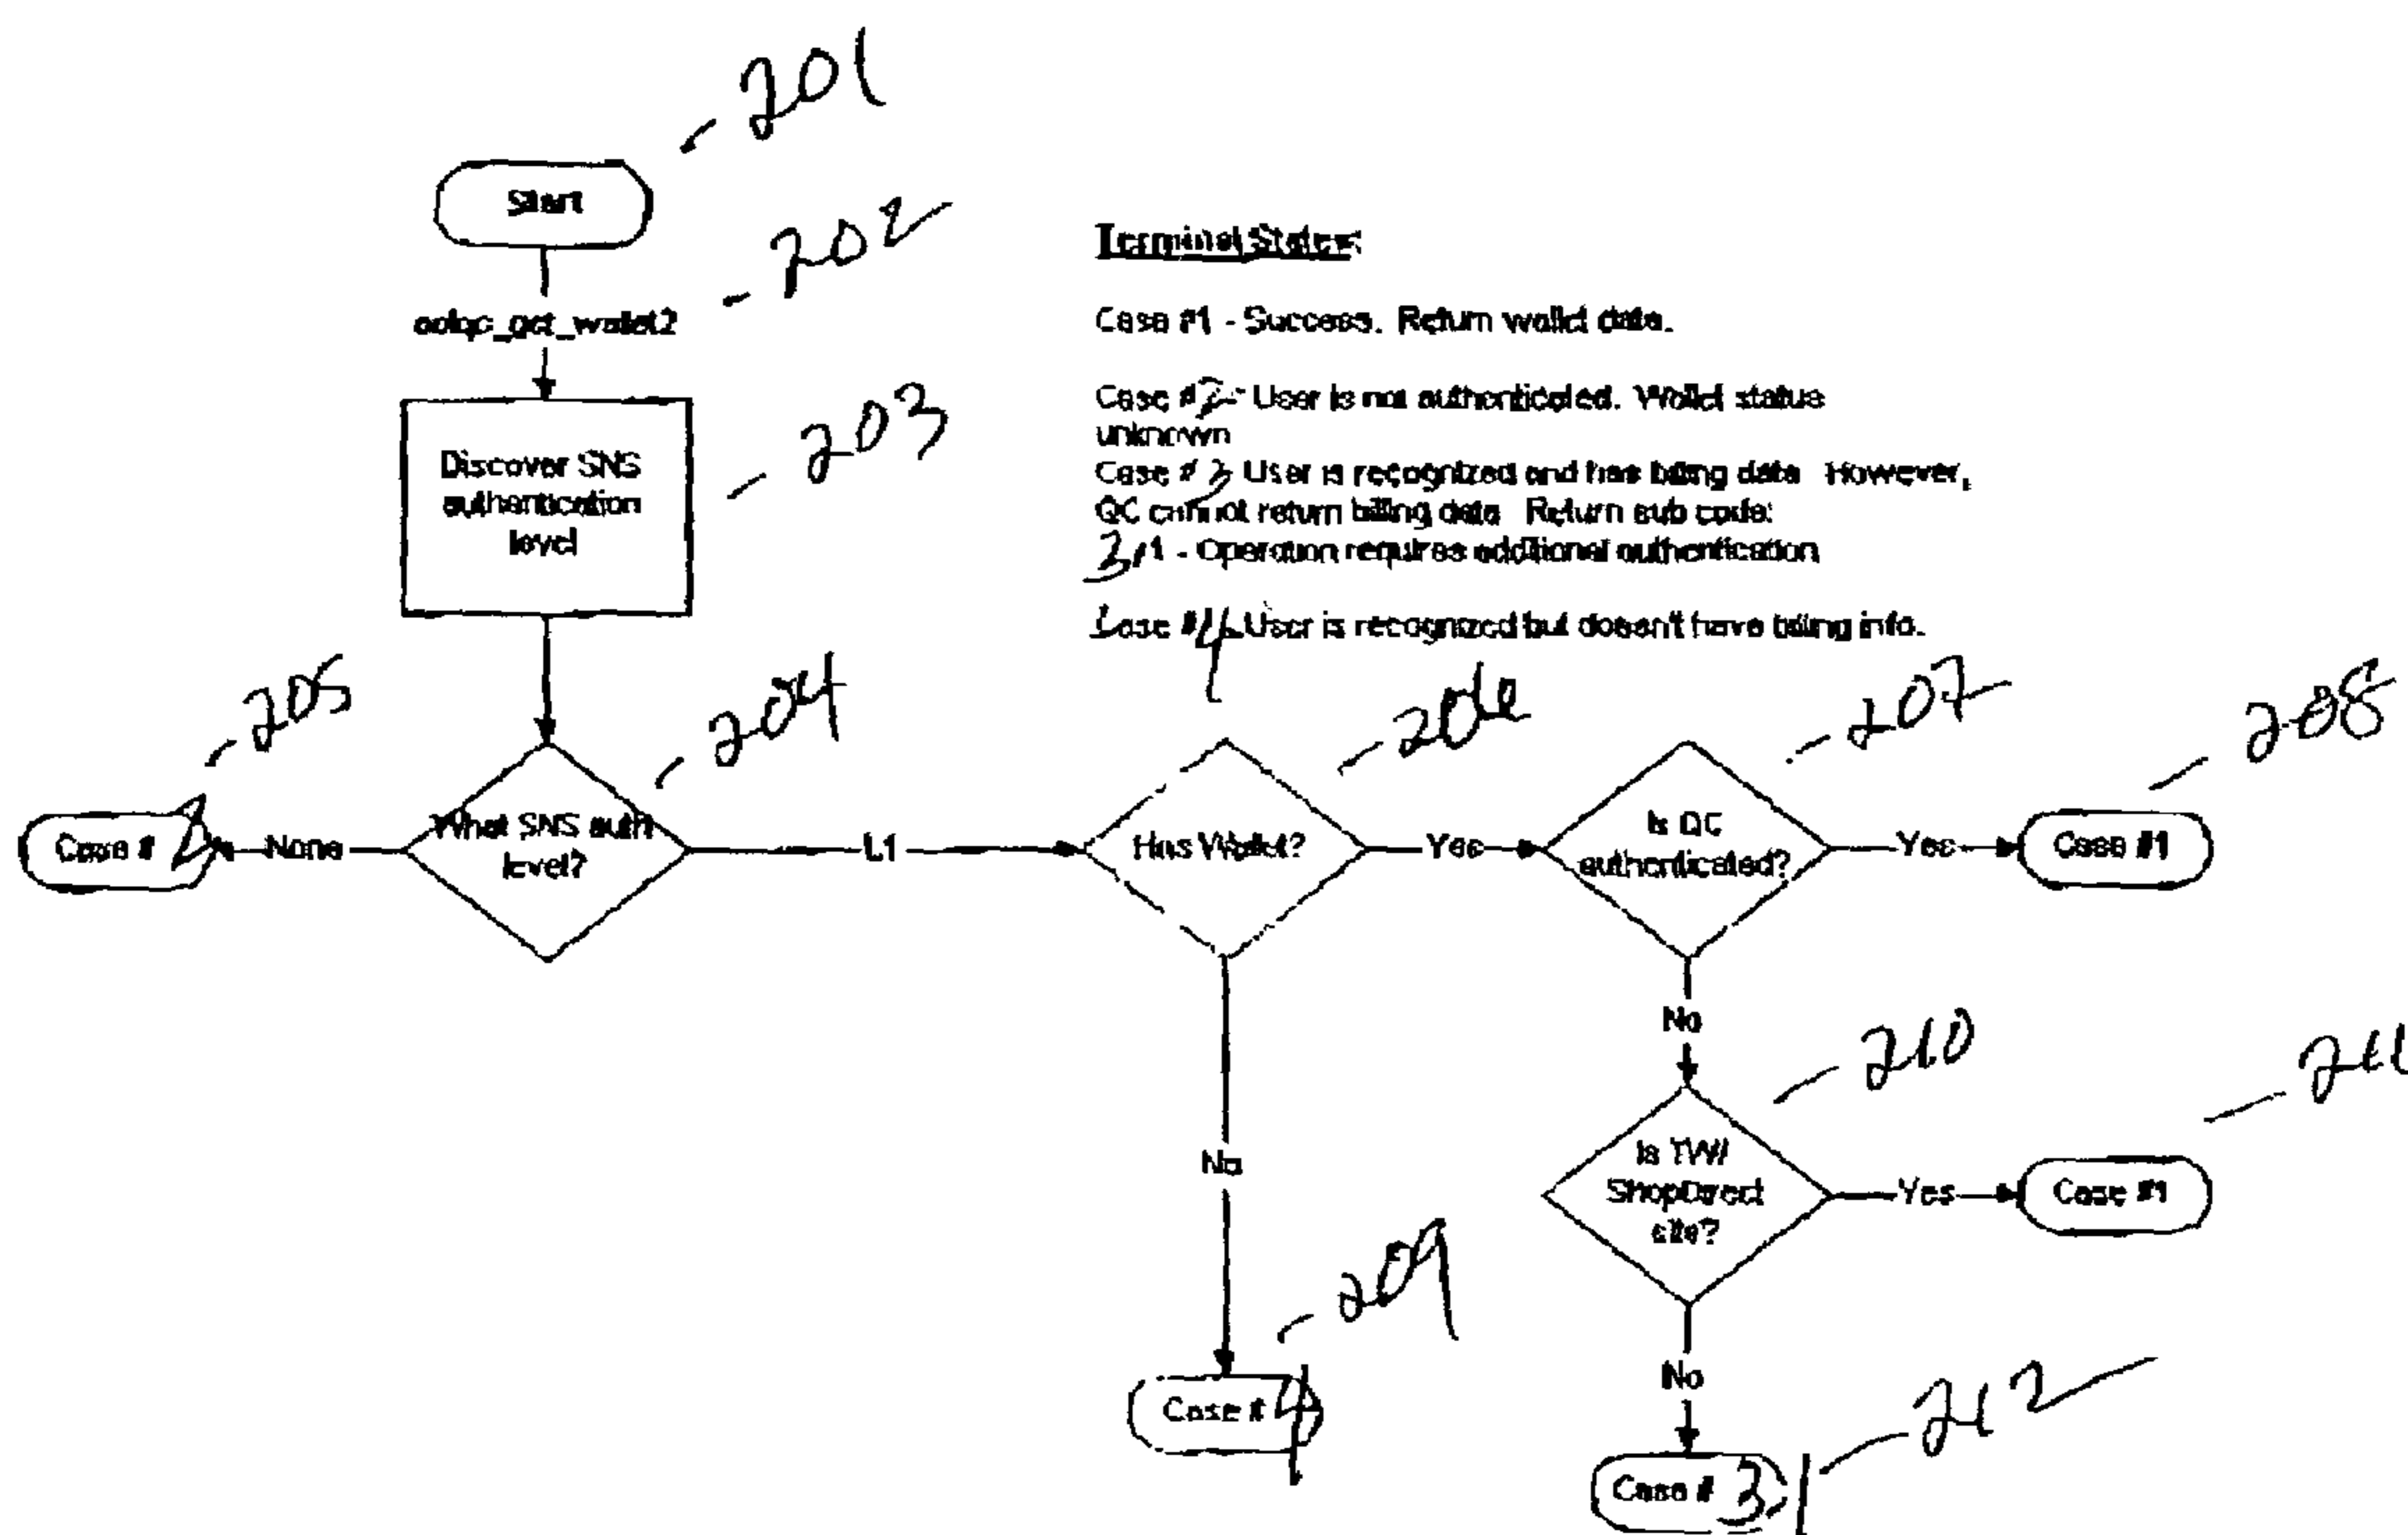 201
Start
202
aolqc_get_wallet2
203
Discover SNS
authentication
level
Terminal States:
Case #1 - Success. Return wallet data.
Case #2- User is not authenticated. Wallet status
unknown
Case # 3 User is recognized and has billing data However,
QC cannot return billing data Return sub code:
3.1 - Operation requires additional authentication
Case #4 User is recognized but doesn't have billing info.
205
204
206
207
208
Case # 2
None
What SNS auth
level?
L1
Has Wallet?
Yes
Is QC
authenticated?
Yes
Case #1
No
No
210
211
Is TW/
ShopDirect
site?
Yes
Case #1
209
Case # 4
No
212
Case # 3.1